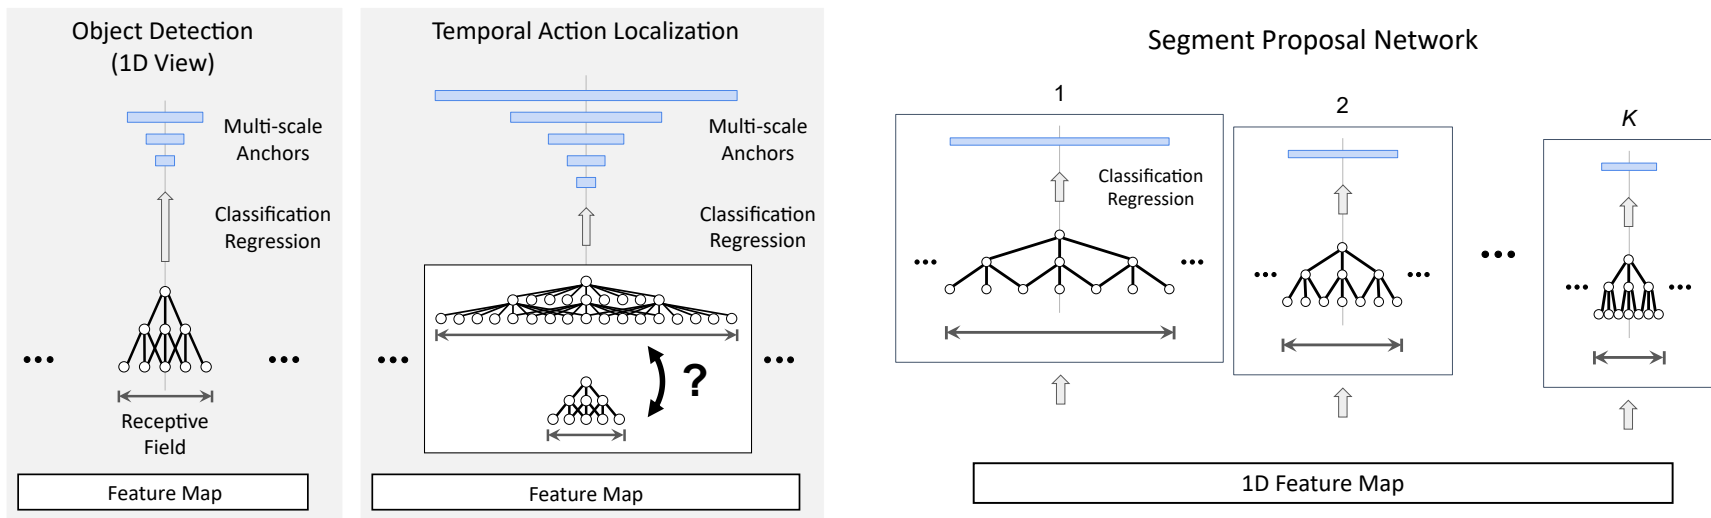 Object Detection
(1D View)
Multi-scale
Anchors
Classification
Regression
Receptive
Field
Feature Map
Temporal Action Localization
Multi-scale
Anchors
Classification
Regression
?
Feature Map
Segment Proposal Network
1
2
K
Classification
Regression
1D Feature Map